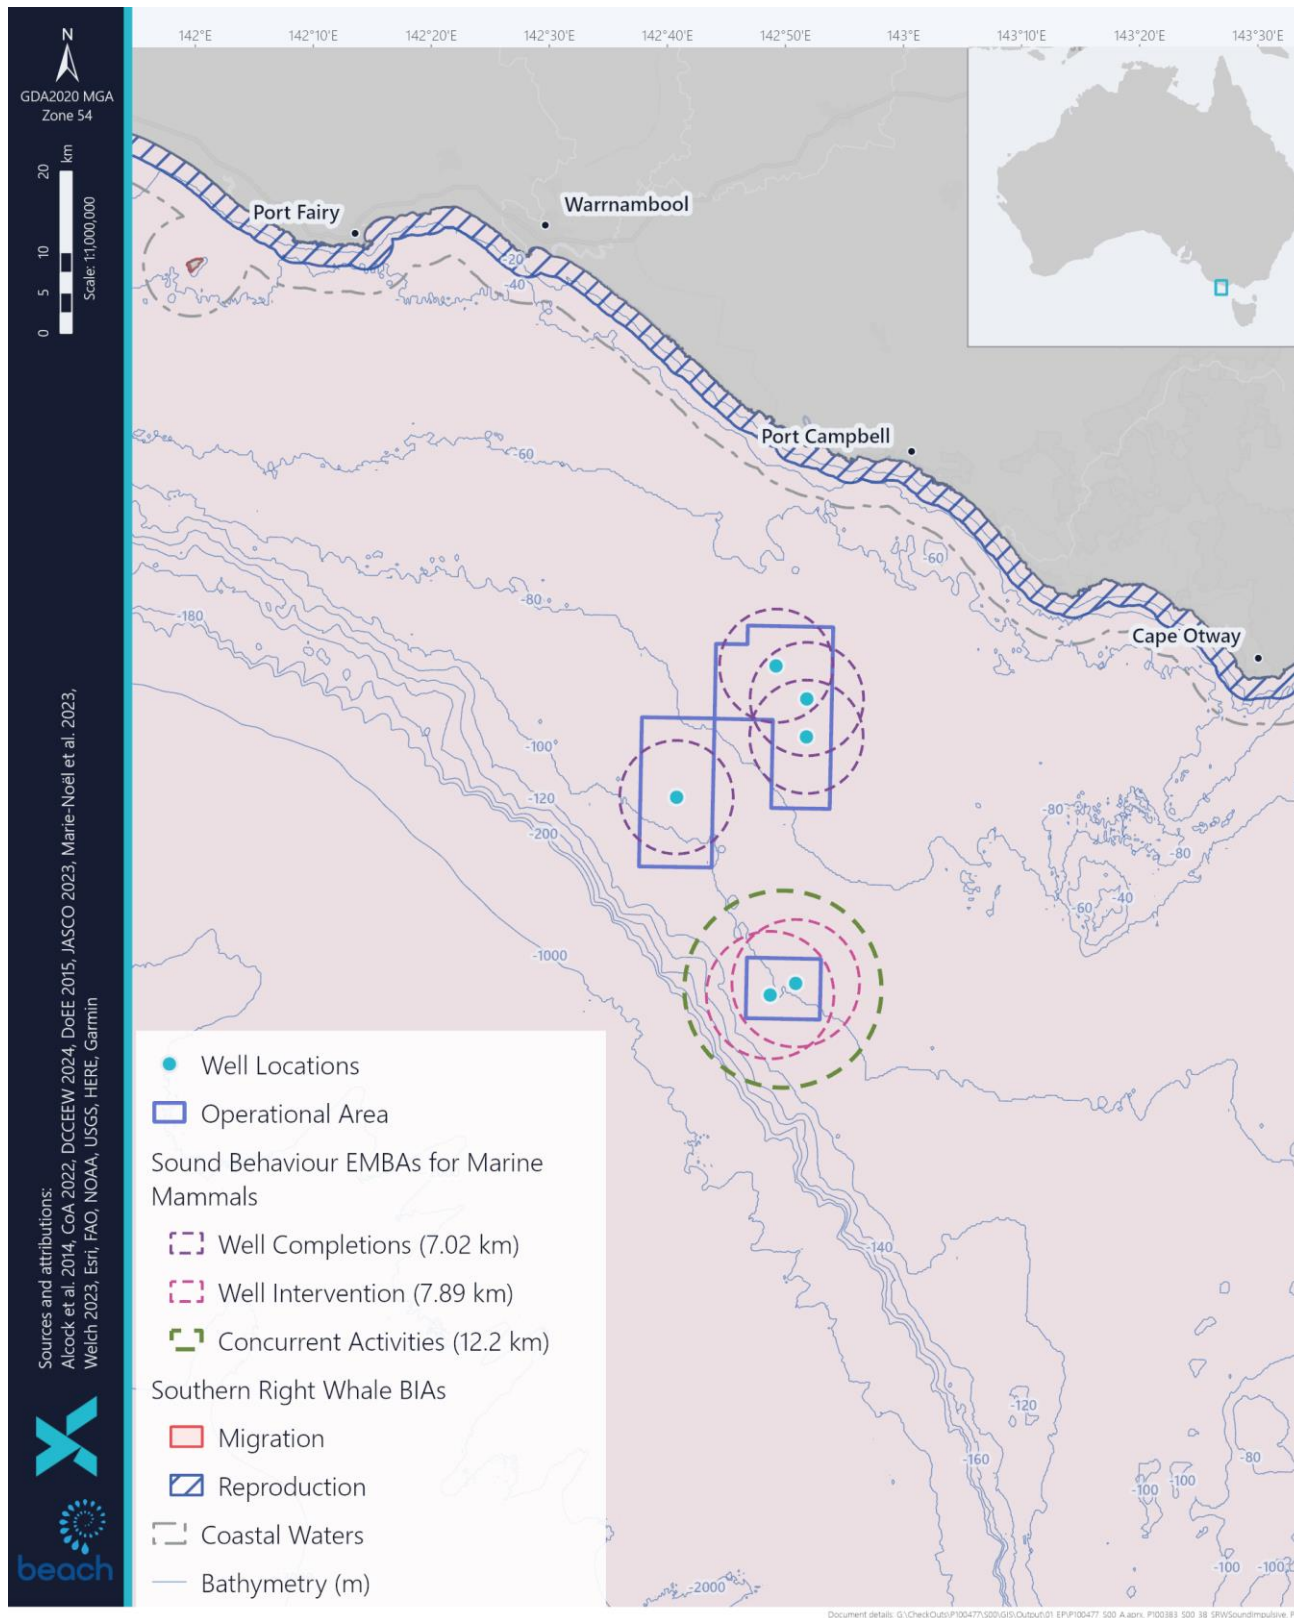 142°E 142°10'E 142°20'E 142°30'E 142°40'E 142°50'E 143°E 143°10'E 143°20'E 143°30'E
N
GDA2020 MGA
Zone 54
km
20
10
5
0
Scale: 1:1,000,000
Port Fairy
Warrnambool
Port Campbell
Cape Otway
-20
-40
-60
-60
-80
-180
-100
-120
-200
-80
-80
-40
-60
-1000
-140
-120
-160
-80
-100
-100
-100
-100
-2000
Well Locations
Operational Area
Sound Behaviour EMBAs for Marine
Mammals
Well Completions (7.02 km)
Well Intervention (7.89 km)
Concurrent Activities (12.2 km)
Southern Right Whale BIAs
Migration
Reproduction
Coastal Waters
Bathymetry (m)
Sources and attributions:
Alcock et al. 2014, CoA 2022, DCCEEW 2024, DoEE 2015, JASCO 2023, Marie-Noël et al. 2023,
Welch 2023, Esri, FAO, NOAA, USGS, HERE, Garmin
beach